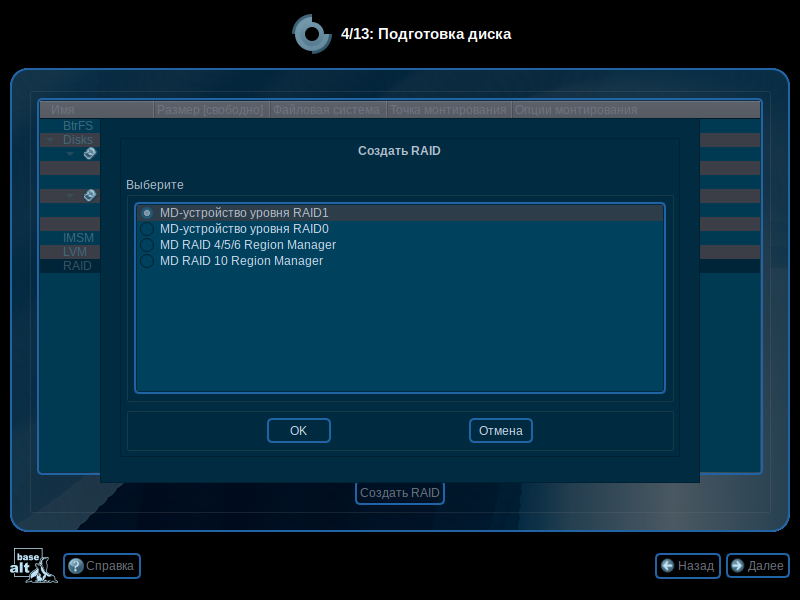 4/13: Подготовка диска
Имя Размер [свободно] Файловая система Точка монтирования Опции монтирования
BtrFS
Disks
IMSM
LVM
RAID
Создать RAID
Выберите
MD-устройство уровня RAID1
MD-устройство уровня RAID0
MD RAID 4/5/6 Region Manager
MD RAID 10 Region Manager
OK Отмена
Создать RAID
base
alt
Справка Назад Далее